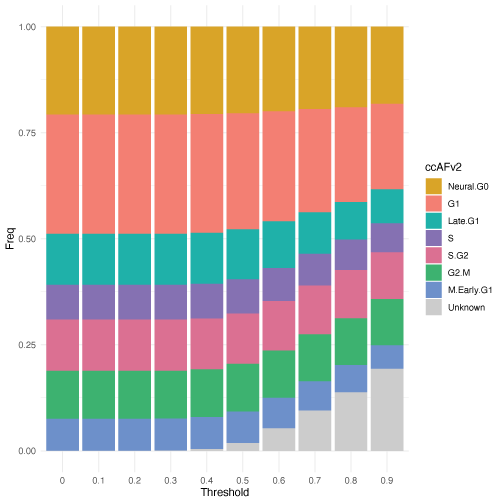 1.00
0.75
0.50
0.25
0.00
Freq
0 0.1 0.2 0.3 0.4 0.5 0.6 0.7 0.8 0.9
Threshold
ccAFv2
Neural.G0
G1
Late.G1
S
S.G2
G2.M
M.Early.G1
Unknown